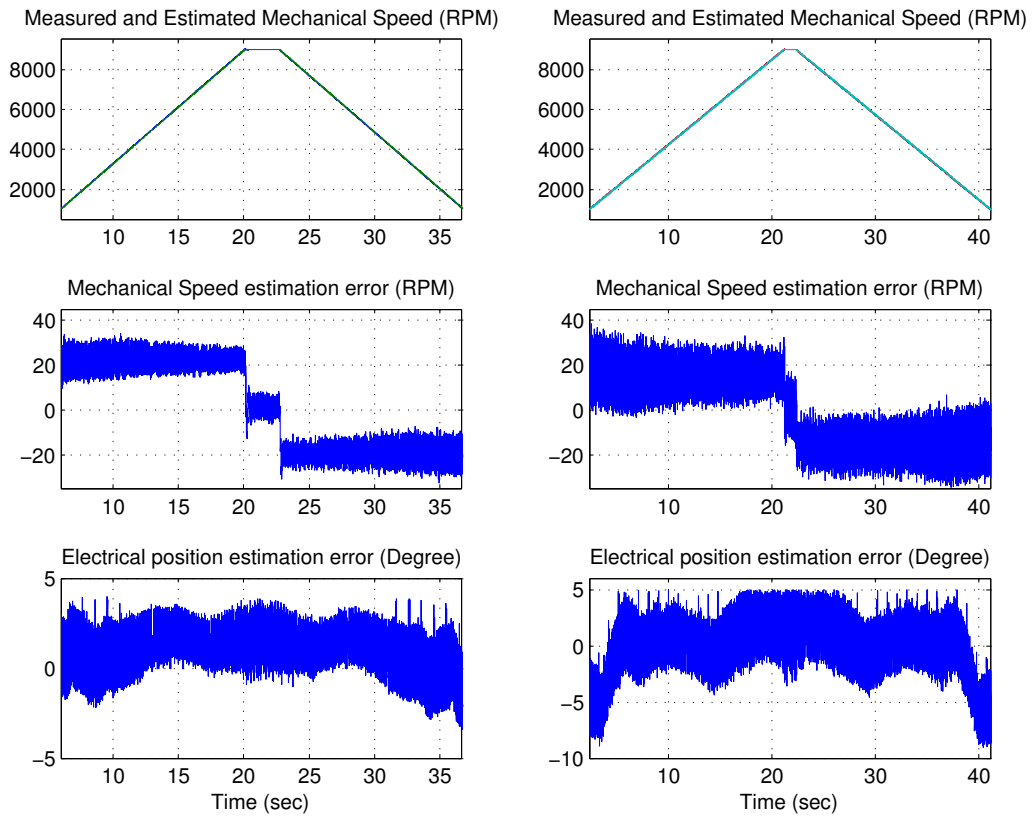 Measured and Estimated Mechanical Speed (RPM)
8000
6000
4000
2000
10 15 20 25 30 35
Mechanical Speed estimation error (RPM)
40
20
0
−20
10 15 20 25 30 35
Electrical position estimation error (Degree)
5
0
−5
10 15 20 25 30 35
Time (sec)
Measured and Estimated Mechanical Speed (RPM)
8000
6000
4000
2000
10 20 30 40
Mechanical Speed estimation error (RPM)
40
20
0
−20
10 20 30 40
Electrical position estimation error (Degree)
5
0
−5
−10
10 20 30 40
Time (sec)